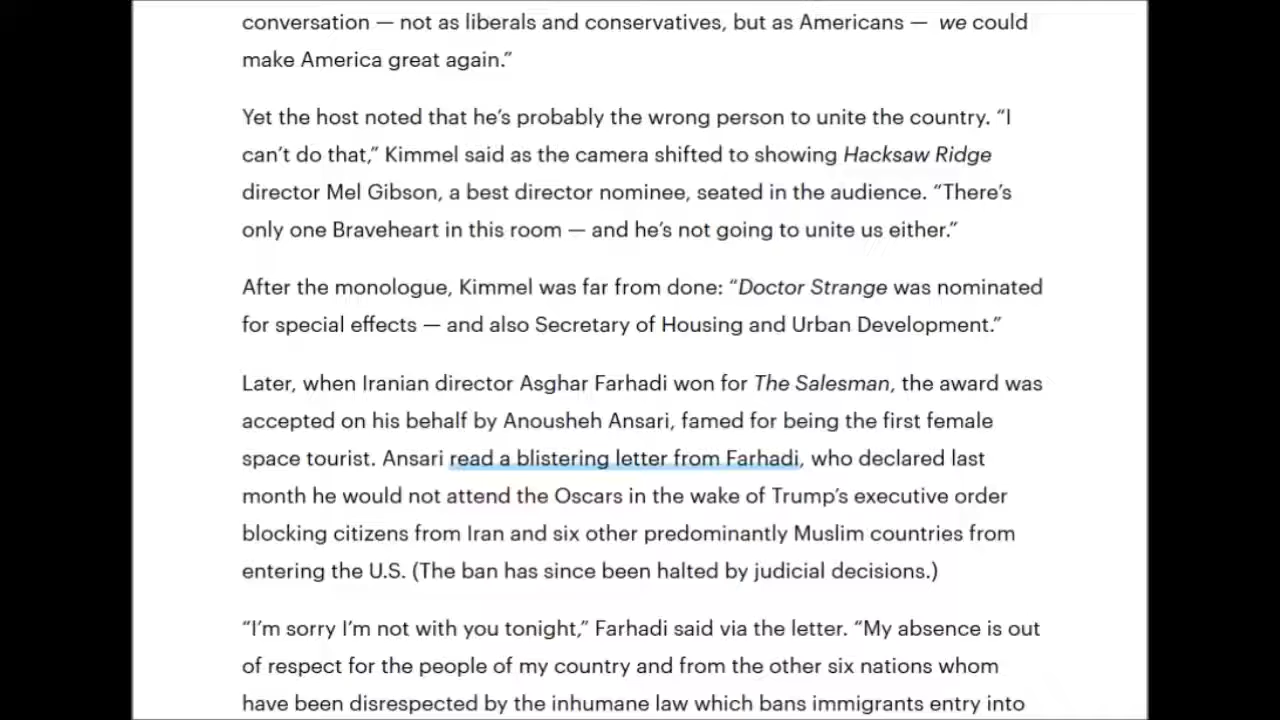 conversation — not as liberals and conservatives, but as Americans — we could
make America great again.”
Yet the host noted that he’s probably the wrong person to unite the country. “I
can’t do that,” Kimmel said as the camera shifted to showing Hacksaw Ridge
director Mel Gibson, a best director nominee, seated in the audience. “There’s
only one Braveheart in this room — and he’s not going to unite us either.”
After the monologue, Kimmel was far from done: “Doctor Strange was nominated
for special effects — and also Secretary of Housing and Urban Development.”
Later, when Iranian director Asghar Farhadi won for The Salesman, the award was
accepted on his behalf by Anousheh Ansari, famed for being the first female
space tourist. Ansari read a blistering letter from Farhadi, who declared last
month he would not attend the Oscars in the wake of Trump’s executive order
blocking citizens from Iran and six other predominantly Muslim countries from
entering the U.S. (The ban has since been halted by judicial decisions.)
“I’m sorry I’m not with you tonight,” Farhadi said via the letter. “My absence is out
of respect for the people of my country and from the other six nations whom
have been disrespected by the inhumane law which bans immigrants entry into